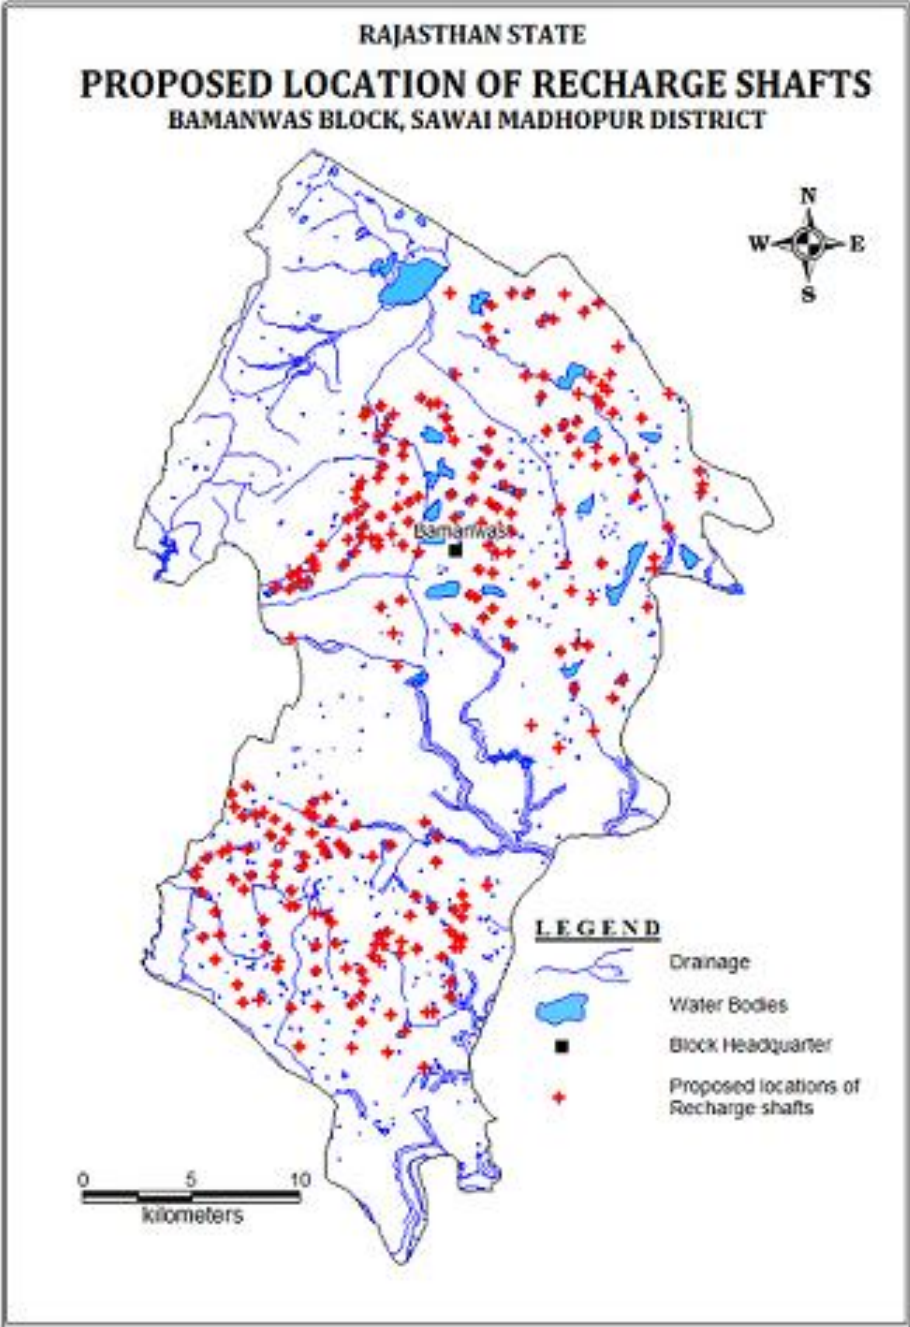 RAJASTHAN STATE
PROPOSED LOCATION OF RECHARGE SHAFTS
BAMANWAS BLOCK, SAWAI MADHOPUR DISTRICT
N
W E
S
Bamanwas
LEGEND
Drainage
Water Bodies
Block Headquarter
Proposed locations of
Recharge shafts
0 5 10
kilometers